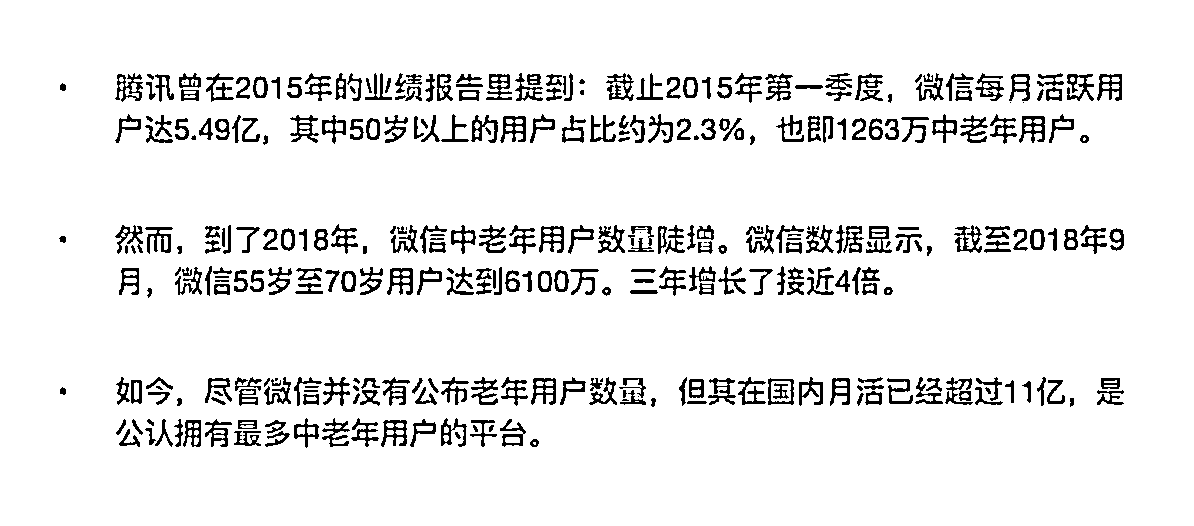 · 腾讯曾在2015年的业绩报告里提到：截止2015年第一季度，微信每月活跃用
户达5.49亿，其中50岁以上的用户占比约为2.3%，也即1263万中老年用户。
· 然而，到了2018年，微信中老年用户数量陡增。微信数据显示，截至2018年9
月，微信55岁至70岁用户达到6100万。三年增长了接近4倍。
· 如今，尽管微信并没有公布老年用户数量，但其在国内月活已经超过11亿，是
公认拥有最多中老年用户的平台。